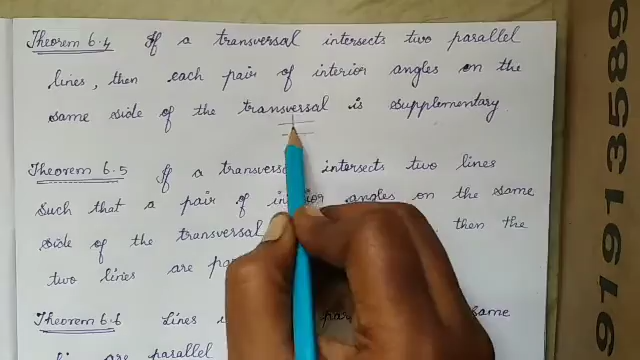 Theorem 6.4 If a transversal intersects two parallel
lines, then each pair of interior angles on the
same side of the transversal is supplementary
Theorem 6.5 If a transversal intersects two lines
such that a pair of interior angles on the same
side of the transversal then the
two lines are
Theorem 6.6 Lines same
are parallel
91913589